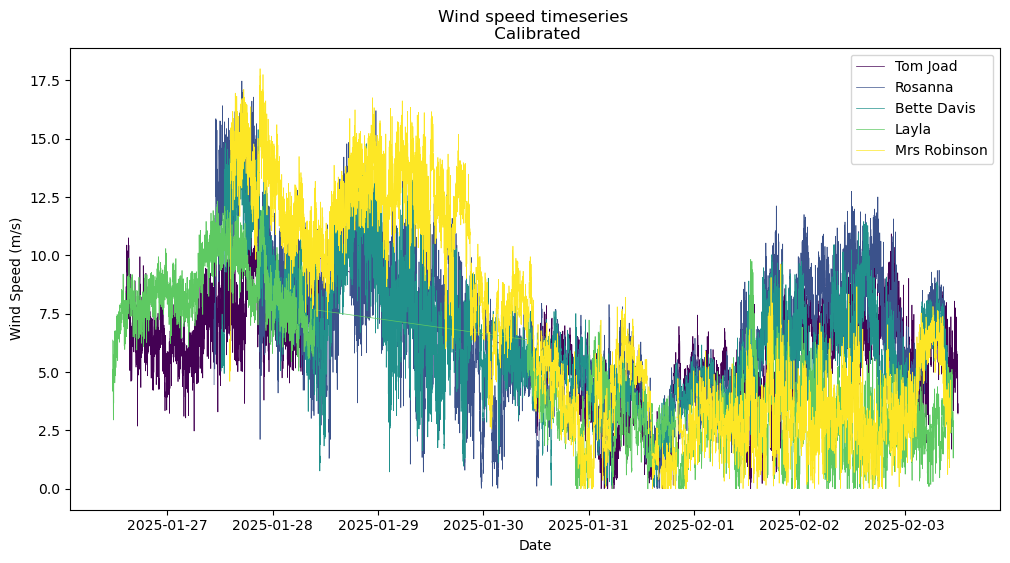 Wind speed timeseries
Calibrated
Wind Speed (m/s)
17.5
15.0
12.5
10.0
7.5
5.0
2.5
0.0
Tom Joad
Rosanna
Bette Davis
Layla
Mrs Robinson
2025-01-27 2025-01-28 2025-01-29 2025-01-30 2025-01-31 2025-02-01 2025-02-02 2025-02-03
Date